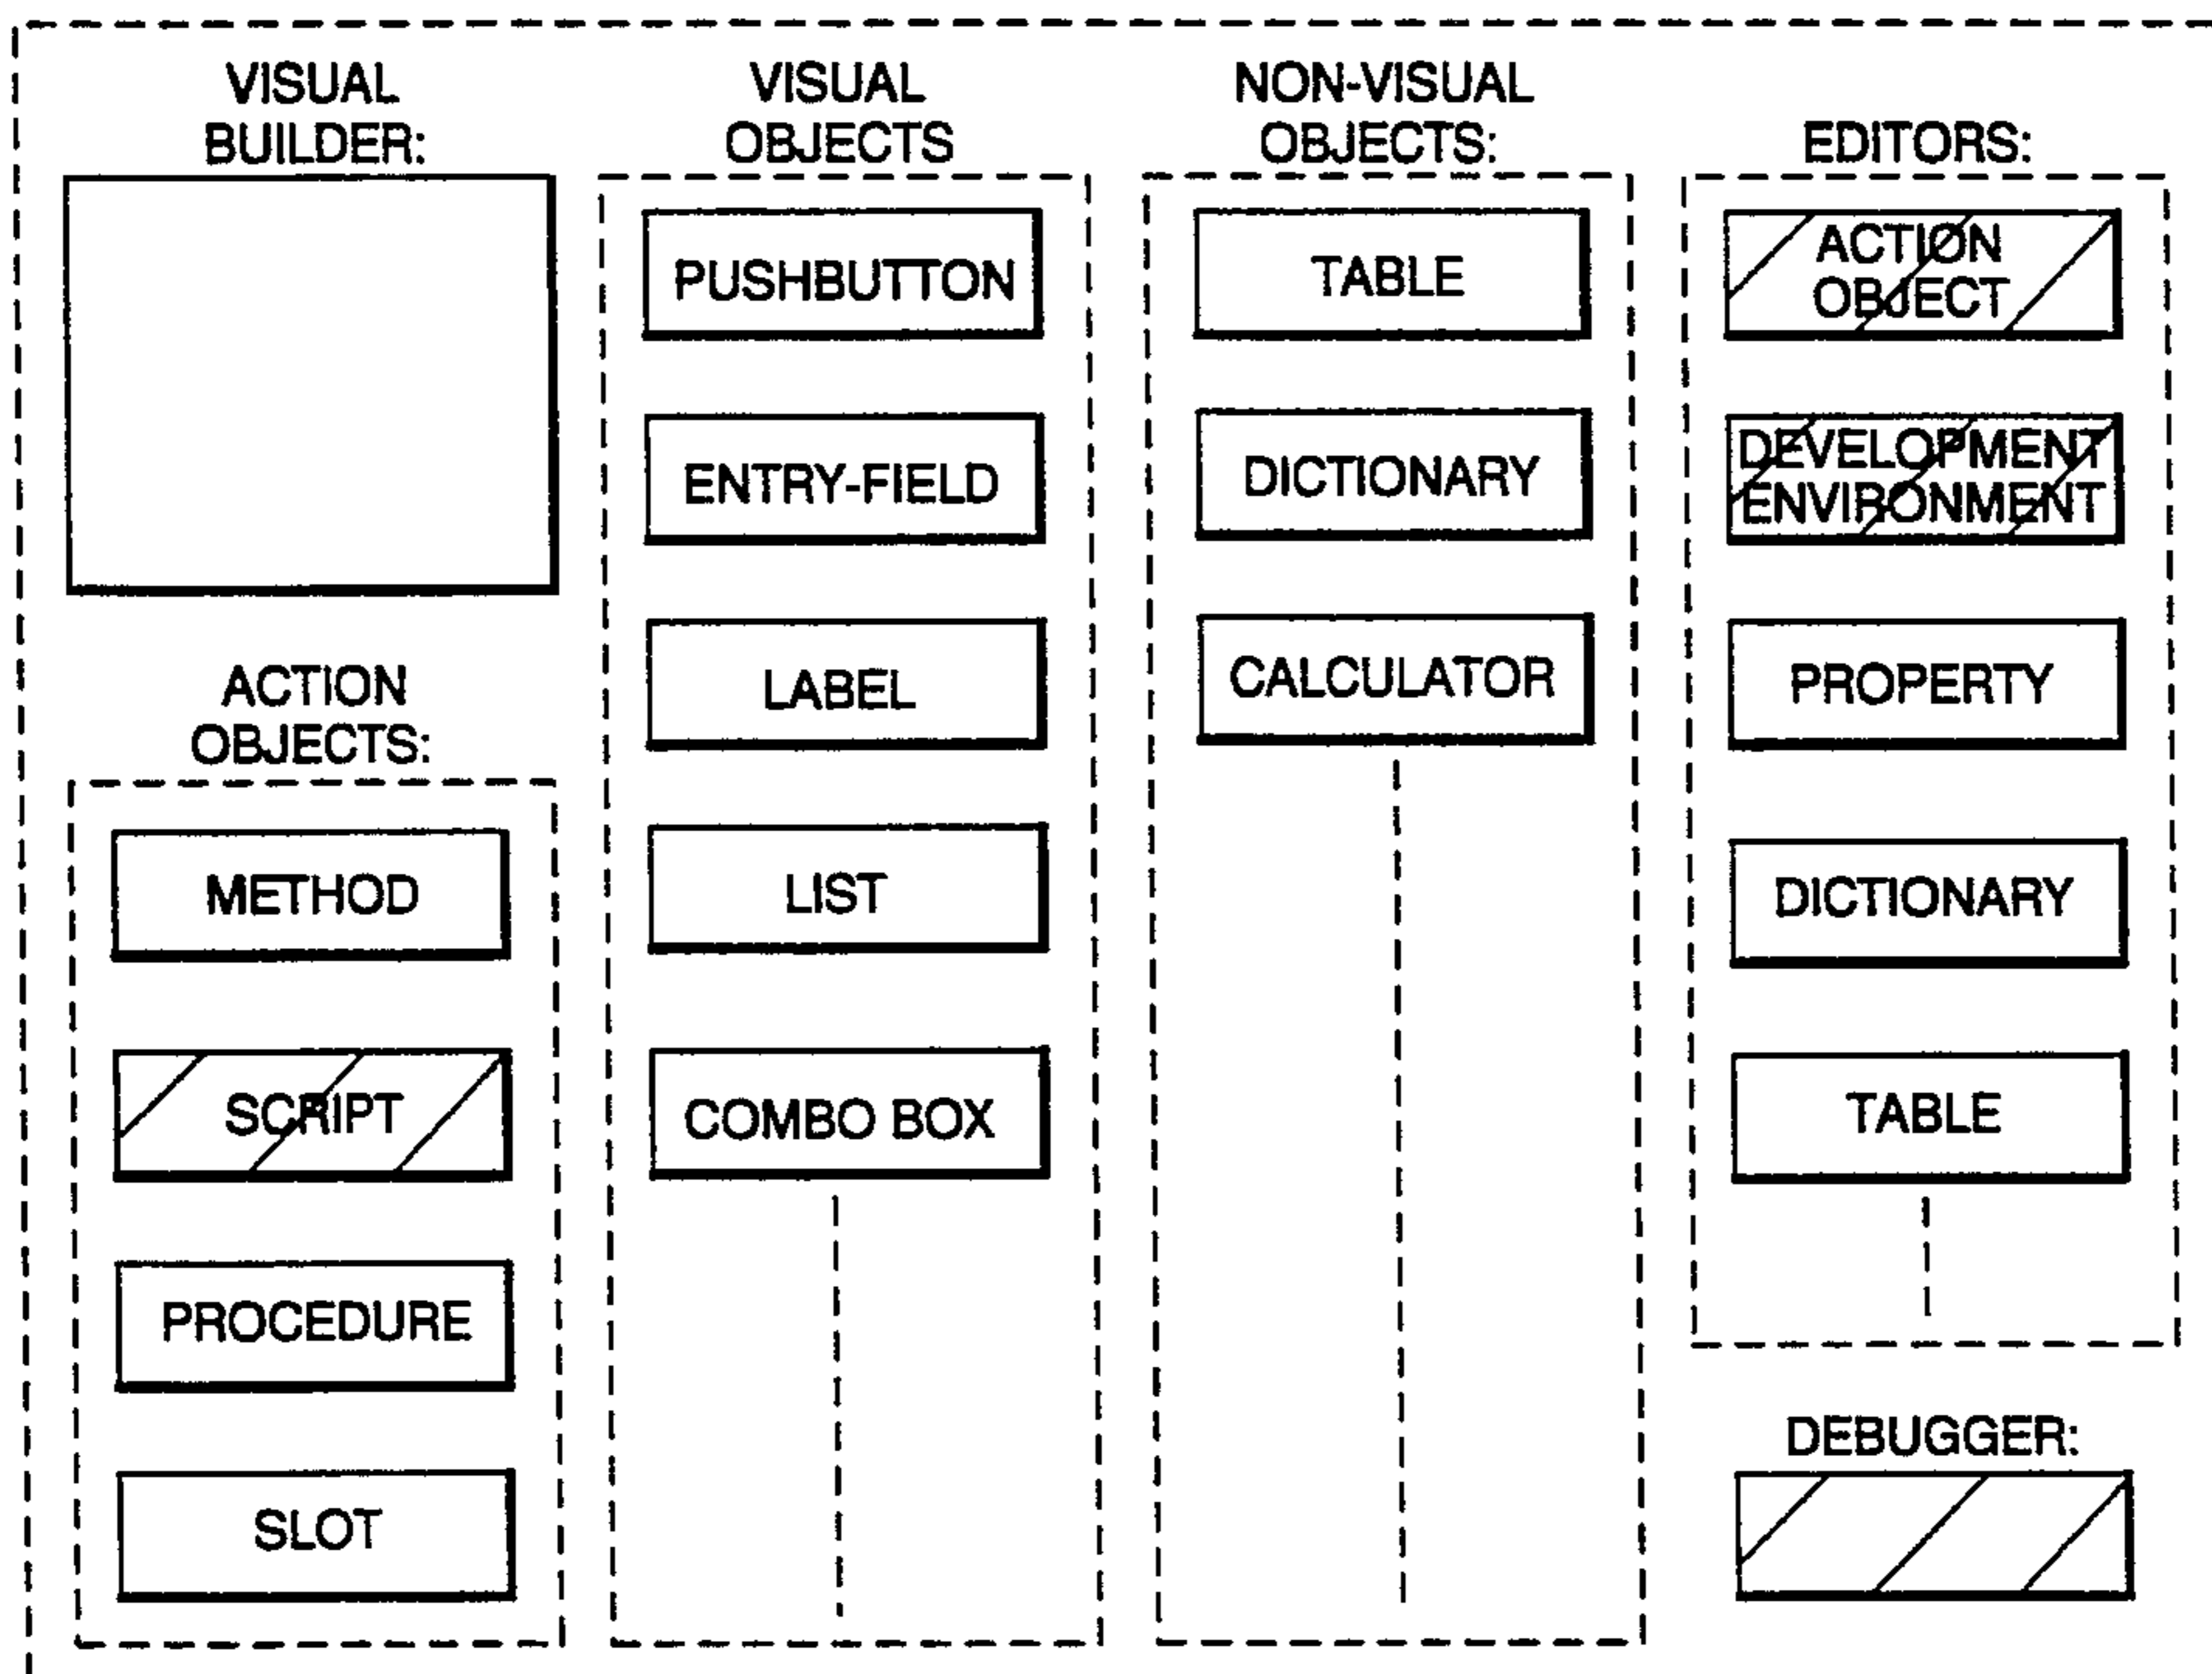 VISUAL
BUILDER:
ACTION
OBJECTS:
METHOD
SCRIPT
PROCEDURE
SLOT
VISUAL
OBJECTS
PUSHBUTTON
ENTRY-FIELD
LABEL
LIST
COMBO BOX
NON-VISUAL
OBJECTS:
TABLE
DICTIONARY
CALCULATOR
EDITORS:
ACTION
OBJECT
DEVELOPMENT
ENVIRONMENT
PROPERTY
DICTIONARY
TABLE
DEBUGGER: